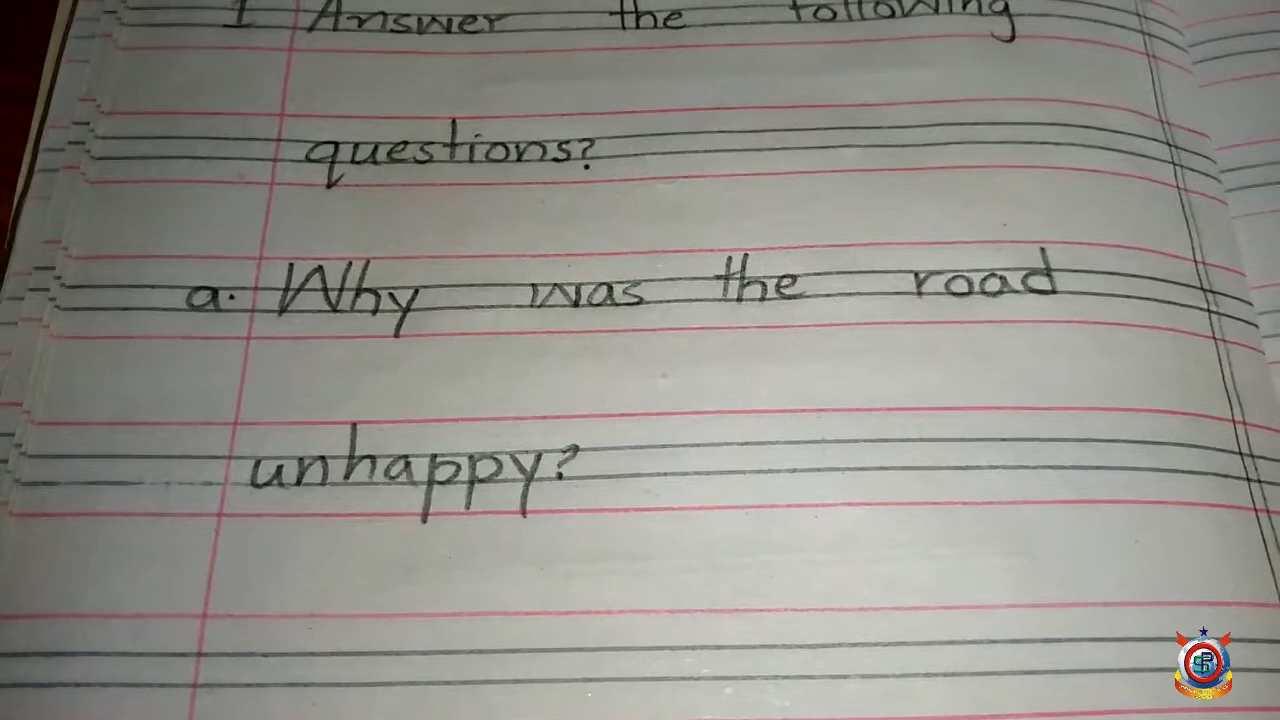 I Answer the following
questions?
a. Why was the road
unhappy?